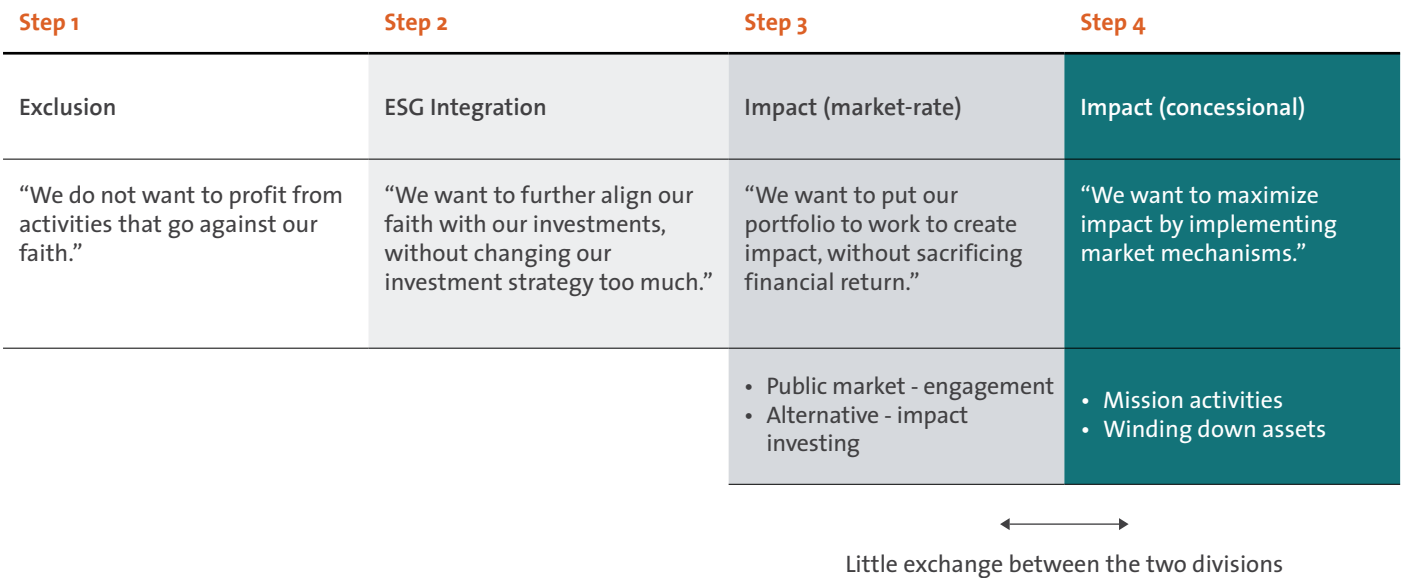 Step 1
Step 2
Step 3
Step 4
Exclusion
ESG Integration
Impact (market-rate)
Impact (concessional)
“We do not want to profit from
activities that go against our
faith.”
“We want to further align our
faith with our investments,
without changing our
investment strategy too much.”
“We want to put our
portfolio to work to create
impact, without sacrificing
financial return.”
“We want to maximize
impact by implementing
market mechanisms.”
• Public market - engagement
• Alternative - impact
investing
• Mission activities
• Winding down assets
Little exchange between the two divisions